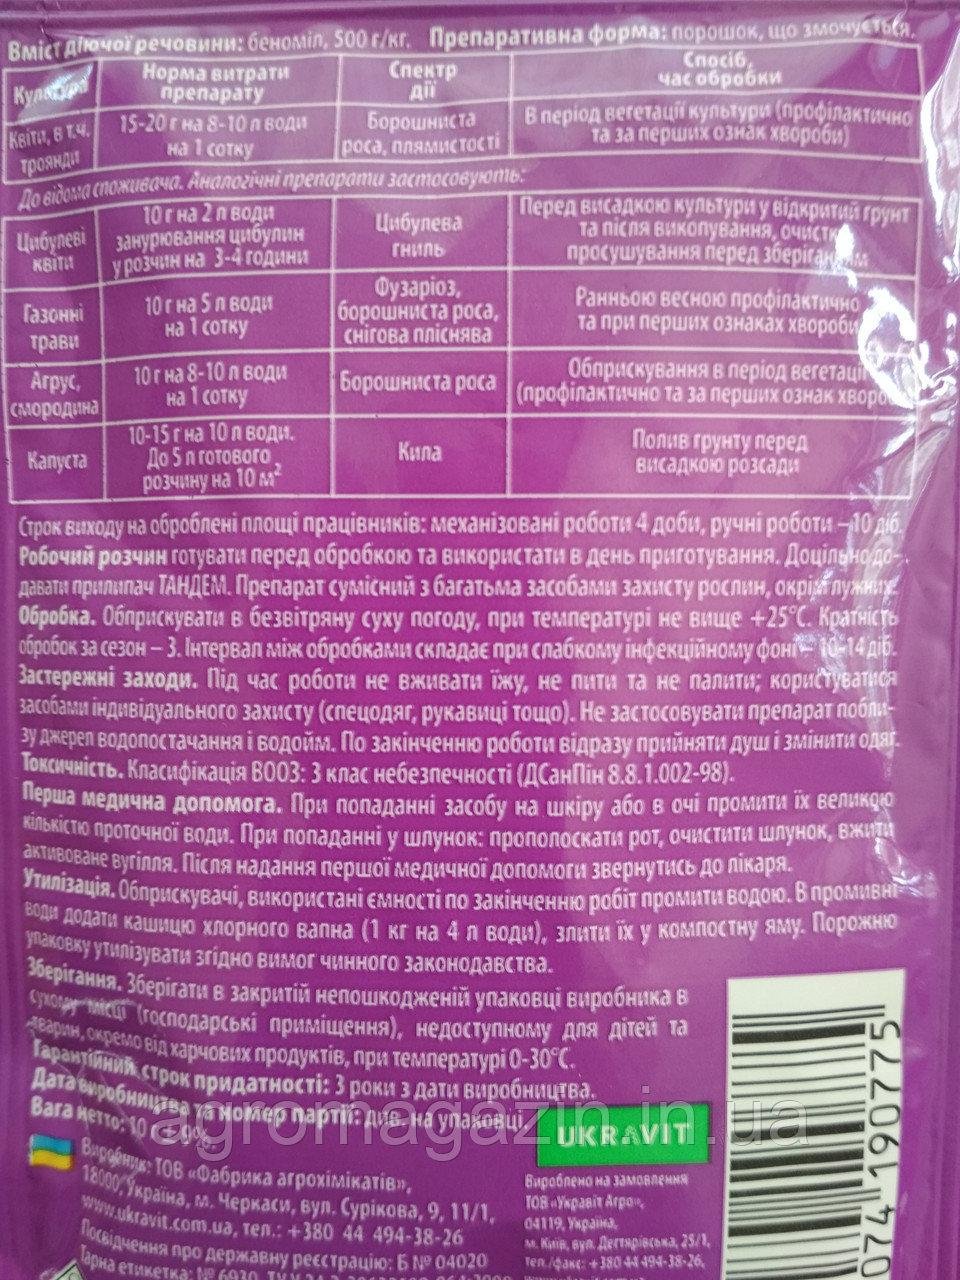 Вміст діючої речовини: беноміл, 500 г/кг. Препаративна форма: порошок, що змочується.
Культура
Норма витрати
препарату
Спектр
дії
Спосіб,
час обробки
Квіти, в т.ч.
троянди
15-20 г на 8-10 л води
на 1 сотку
Борошниста
роса, плямистості
В період вегетації культури (профілактично
та за перших ознак хвороби)
До відома споживача. Аналогічні препарати застосовують:
Цибулеві
квіти
10 г на 2 л води
занурювання цибулин
у розчин на 3-4 години
Цибулева
гниль
Перед висадкою культури у відкритий ґрунт
та після викопування, очистки
просушування перед зберіганням
Газонні
трави
10 г на 5 л води
на 1 сотку
Фузаріоз,
борошниста роса,
снігова пліснява
Ранньою весною профілактично
та при перших ознаках хвороби
Агрус,
смородина
10 г на 8-10 л води
на 1 сотку
Борошниста роса
Обприскування в період вегетації
(профілактично та за перших ознак
Капуста
10-15 г на 10 л води.
До 5 л готового
розчину на 10 м²
Кила
Полив ґрунту перед
висадкою розсади
Строк виходу на оброблені площі працівників: механізовані роботи 4 доби, ручні роботи – 10 діб.
Робочий розчин готувати перед обробкою та використати в день приготування. Доцільно до-
давати прилипач ТАНДЕМ. Препарат сумісний з багатьма засобами захисту рослин, окрім лужних.
Обробка. Обприскувати в безвітряну суху погоду, при температурі не вище +25°С. Кратність
обробок за сезон – 3. Інтервал між обробками складає при слабкому інфекційному фоні – 10-14 діб.
Застережні заходи. Під час роботи не вживати їжу, не пити та не палити; користуватися
засобами індивідуального захисту (спецодяг, рукавиці тощо). Не застосовувати препарат побли-
зу джерел водопостачання і водойм. По закінченню роботи відразу прийняти душ і змінити одяг.
Токсичність. Класифікація ВООЗ: 3 клас небезпечності (ДСанПін 8.8.1.002-98).
Перша медична допомога. При попаданні засобу на шкіру або в очі промити їх великою
кількістю проточної води. При попаданні у шлунок: прополоскати рот, очистити шлунок, вжити
активоване вугілля. Після надання першої медичної допомоги звернутись до лікаря.
Утилізація. Обприскувачі, використані ємності по закінченню робіт промити водою. В промивні
води додати кашицю хлорного вапна (1 кг на 4 л води), злити їх у компостну яму. Порожню
упаковку утилізувати згідно вимог чинного законодавства.
Зберігання. Зберігати в закритій непошкодженій упаковці виробника в
сухому місці (господарські приміщення), недоступному для дітей та
тварин, окремо від харчових продуктів, при температурі 0-30°С.
Гарантійний строк придатності: 3 роки з дати виробництва.
Дата виробництва та номер партії: див. на упаковці.
Вага нетто: 10 г ± 9%
agromagazin.in.ua
UKRAVIT
Виробник: ТОВ «Фабрика агрохімікатів»,
18000, Україна, м. Черкаси, вул. Сурікова, 9, 11/1,
www.ukravit.com.ua, тел.: +380 44 494-38-26
Посвідчення про державну реєстрацію: Б № 04020
Тарна етикетка: № 6930,
Вироблено на замовлення
ТОВ «Укравіт Агро»,
04119, Україна,
м. Київ, вул. Дегтярівська, 25/1,
тел./факс: +380 44 494-38-26,
074 190775